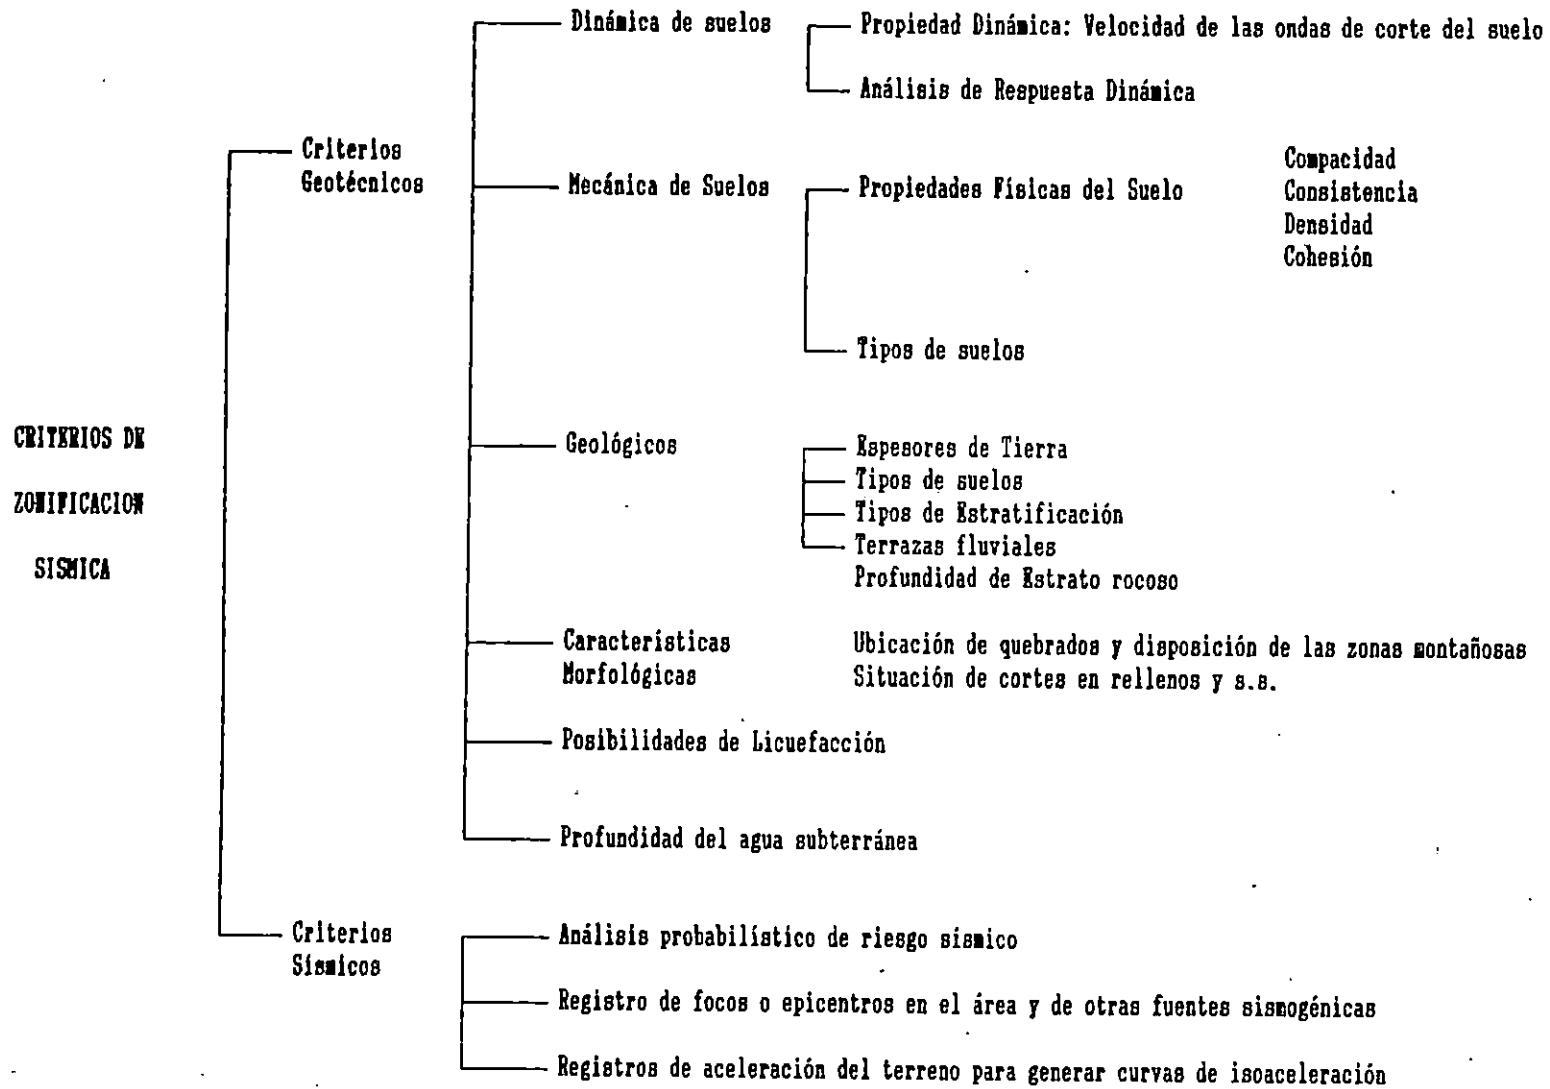 Dinámica de suelos
Propiedad Dinámica: Velocidad de las ondas de corte del suelo
Análisis de Respuesta Dinámica
Criterios
Geotécnicos
Mecánica de Suelos
Propiedades Físicas del Suelo
Compacidad
Consistencia
Densidad
Cohesión
Tipos de suelos
CRITERIOS DE
ZONIFICACION
SISMICA
Geológicos
Espesores de Tierra
Tipos de suelos
Tipos de Estratificación
Terrazas fluviales
Profundidad de Estrato rocoso
Características
Morfológicas
Ubicación de quebrados y disposición de las zonas montañosas
Situación de cortes en rellenos y s.s.
Posibilidades de Licuefacción
Profundidad del agua subterránea
Criterios
Sísmicos
Análisis probabilístico de riesgo sísmico
Registro de focos o epicentros en el área y de otras fuentes sismogénicas
Registros de aceleración del terreno para generar curvas de isoaceleración